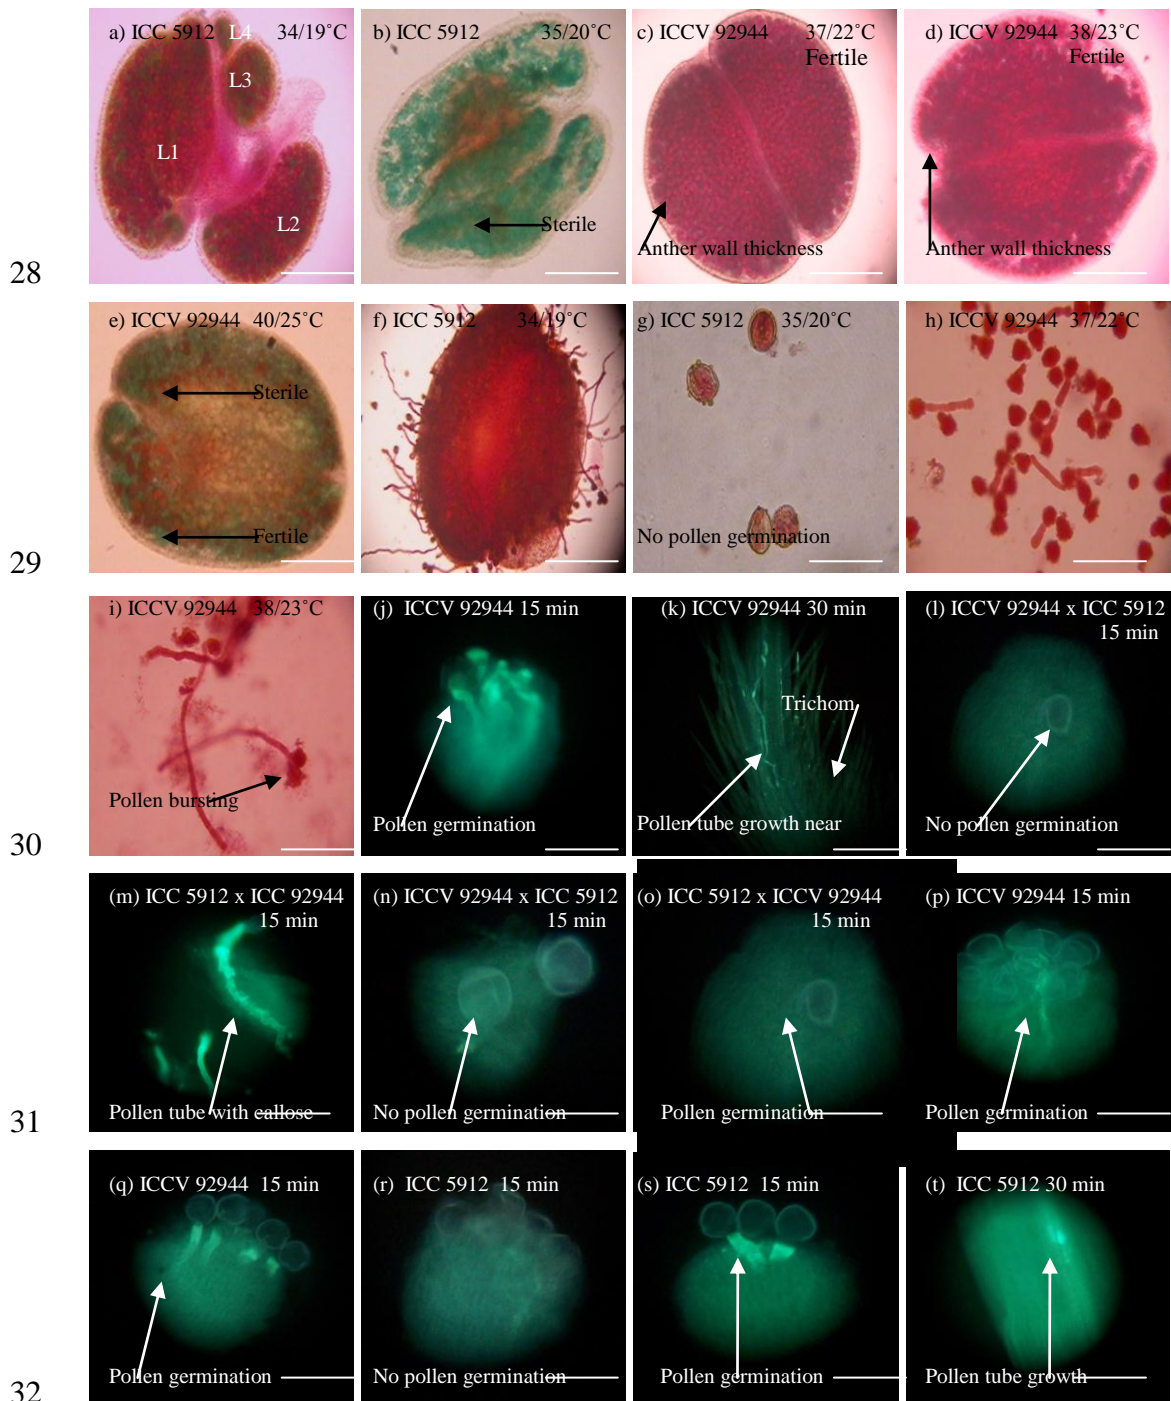 a) ICC 5912 L4 34/19˚C
L3
L1
L2
b) ICC 5912 35/20˚C
Sterile
c) ICCV 92944 37/22˚C
Fertile
Anther wall thickness
d) ICCV 92944 38/23˚C
Fertile
Anther wall thickness
28
e) ICCV 92944 40/25˚C
Sterile
Fertile
f) ICC 5912 34/19˚C
g) ICC 5912 35/20˚C
No pollen germination
h) ICCV 92944 37/22˚C
29
i) ICCV 92944 38/23˚C
Pollen bursting
(j) ICCV 92944 15 min
Pollen germination
(k) ICCV 92944 30 min
Trichom
Pollen tube growth near
(l) ICCV 92944 x ICC 5912
15 min
No pollen germination
30
(m) ICC 5912 x ICC 92944
15 min
Pollen tube with callose
(n) ICCV 92944 x ICC 5912
15 min
No pollen germination
(o) ICC 5912 x ICCV 92944
15 min
Pollen germination
(p) ICCV 92944 15 min
Pollen germination
31
(q) ICCV 92944 15 min
Pollen germination
(r) ICC 5912 15 min
No pollen germination
(s) ICC 5912 15 min
Pollen germination
(t) ICC 5912 30 min
Pollen tube growth
32